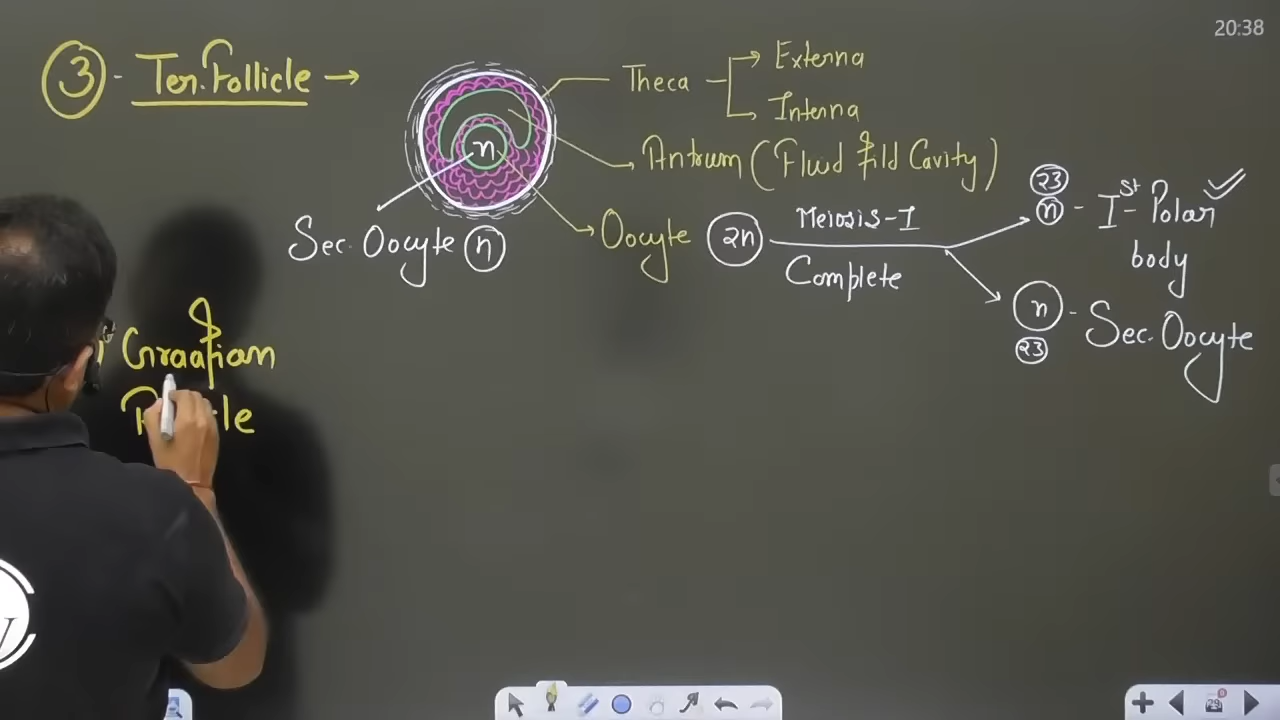 20:38
3 - Ter. Follicle →
Theca
Externa
Interna
Antrum (Fluid fild Cavity)
n
Sec. Oocyte n
Oocyte 2n
Meiosis-I
Complete
23
n - Ist Polar
body
n - Sec. Oocyte
23
Graafian